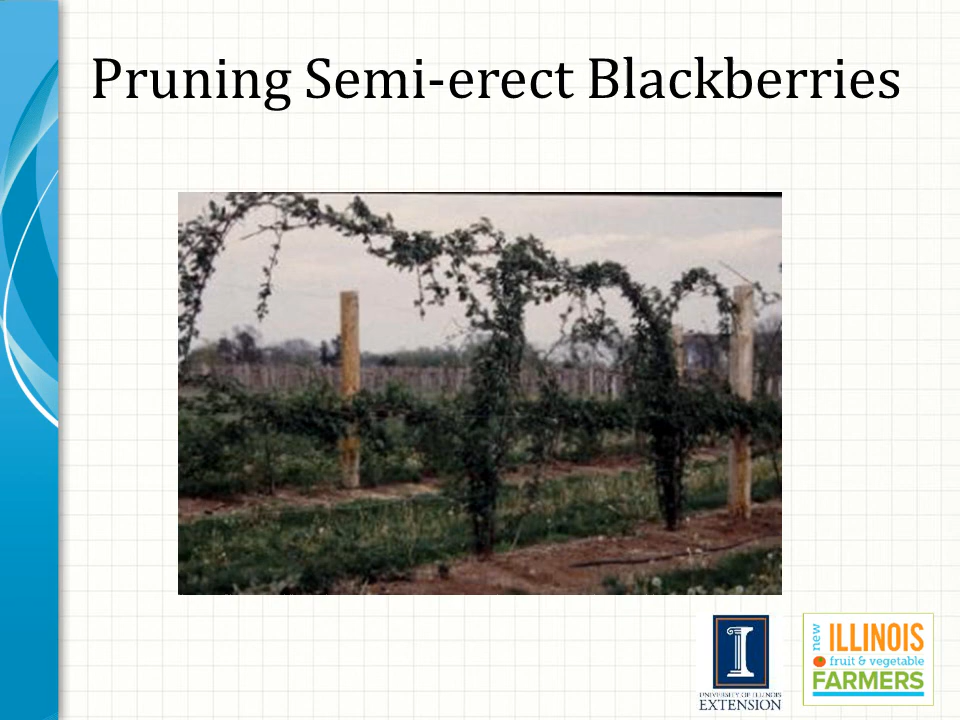 Pruning Semi-erect Blackberries
I
UNIVERSITY OF ILLINOIS
EXTENSION
new
ILLINOIS
fruit & vegetable
FARMERS